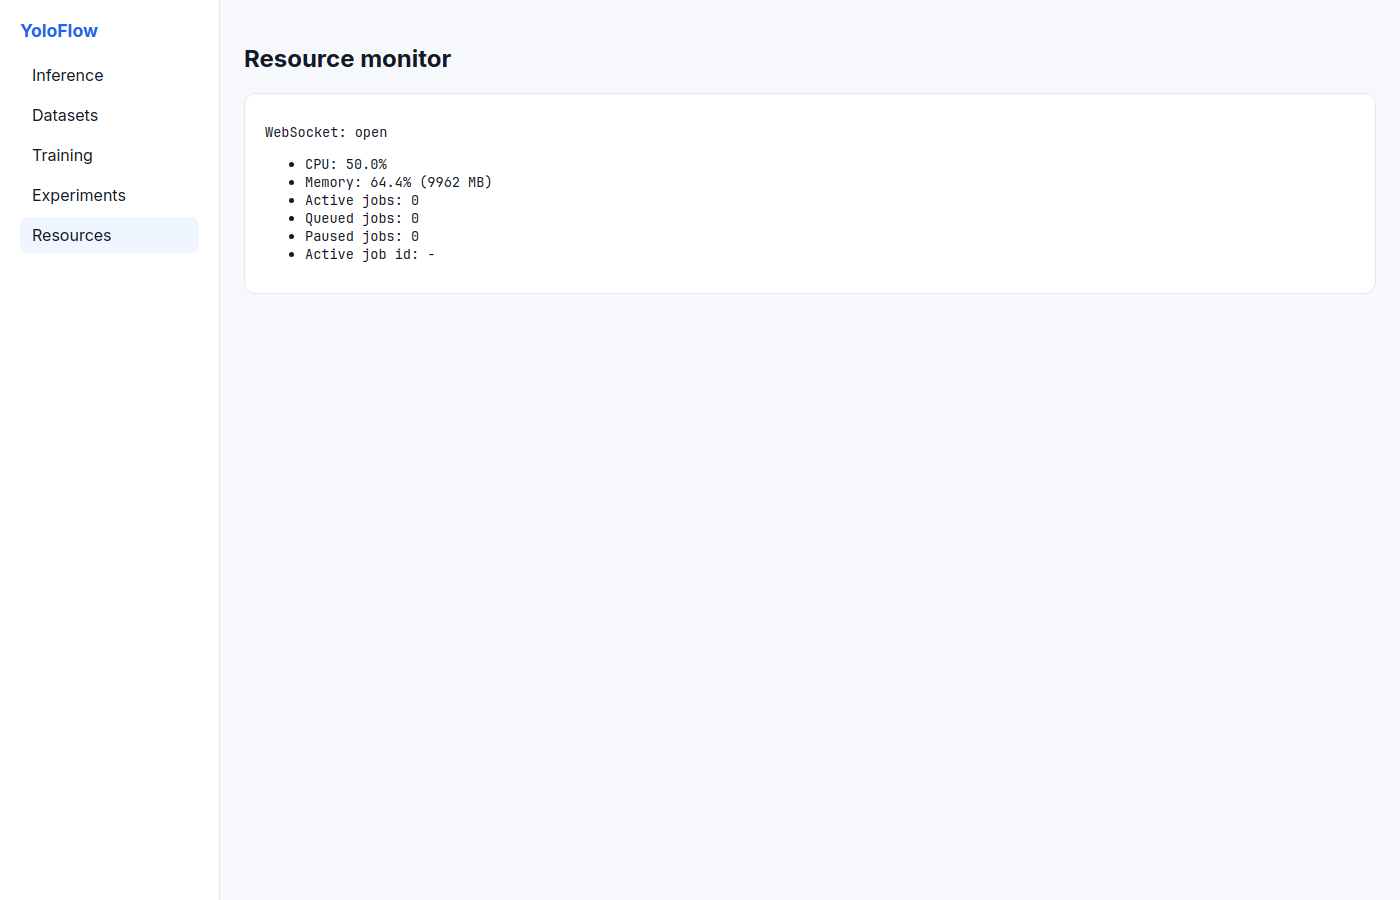 YoloFlow
Inference
Datasets
Training
Experiments
Resources
Resource monitor
WebSocket: open
CPU: 50.0%
Memory: 64.4% (9962 MB)
Active jobs: 0
Queued jobs: 0
Paused jobs: 0
Active job id: -